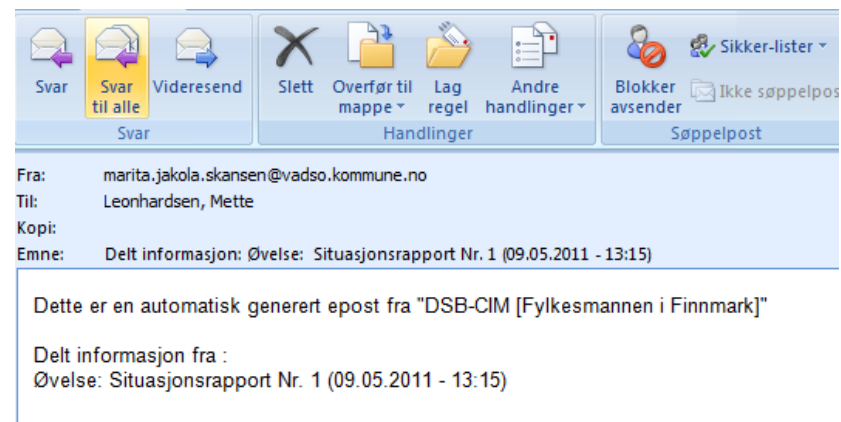 Svar
Svar til alle
Videresend
Slett
Overfør til mappe
Lag regel
Andre handlinger
Blokker avsender
Sikker-lister
Ikke søppelpos
Svar
Handlinger
Søppelpost
Fra: marita.jakola.skansen@vadso.kommune.no
Til: Leonhardsen, Mette
Kopi:
Emne: Delt informasjon: Øvelse: Situasjonsrapport Nr. 1 (09.05.2011 - 13:15)
Dette er en automatisk generert epost fra "DSB-CIM [Fylkesmannen i Finnmark]"
Delt informasjon fra :
Øvelse: Situasjonsrapport Nr. 1 (09.05.2011 - 13:15)